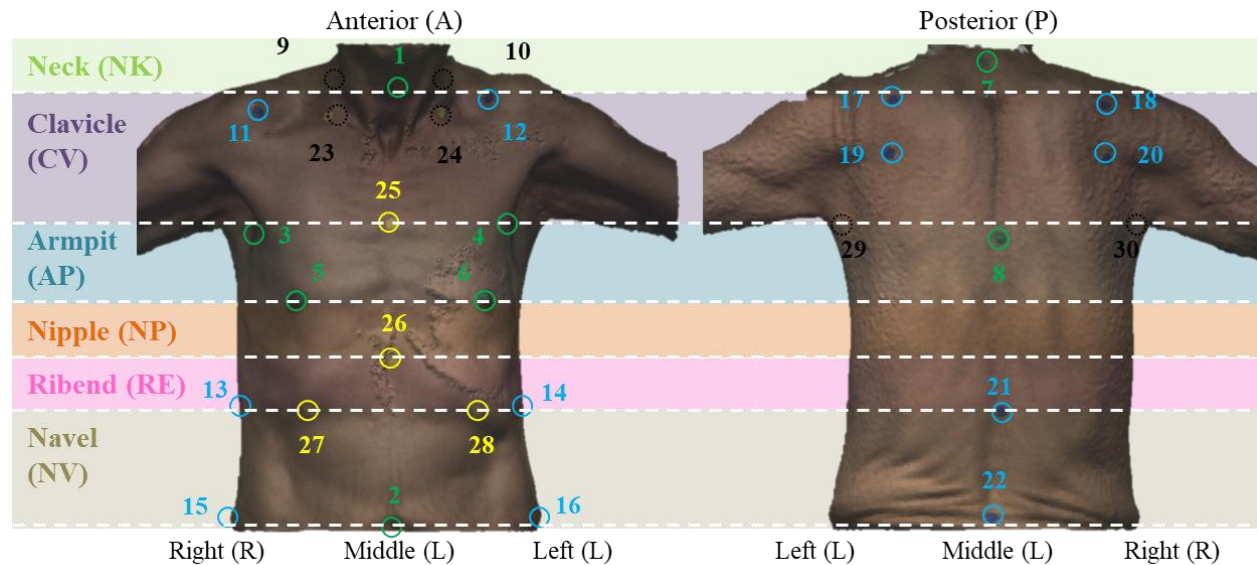 Anterior (A)
Posterior (P)
Neck (NK)
9
1
10
7
Clavicle
(CV)
11
12
17
18
23
24
19
20
25
Armpit
(AP)
3
4
29
8
30
5
6
Nipple (NP)
26
Ribend (RE)
13
14
21
Navel
(NV)
27
28
15
2
16
22
Right (R)
Middle (L)
Left (L)
Left (L)
Middle (L)
Right (R)